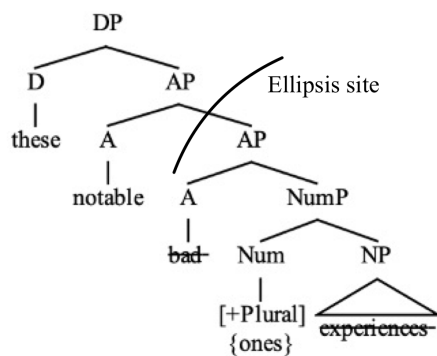 DP
D AP
Ellipsis site
these A AP
notable A NumP
bad Num NP
[+Plural] experiences
{ones}